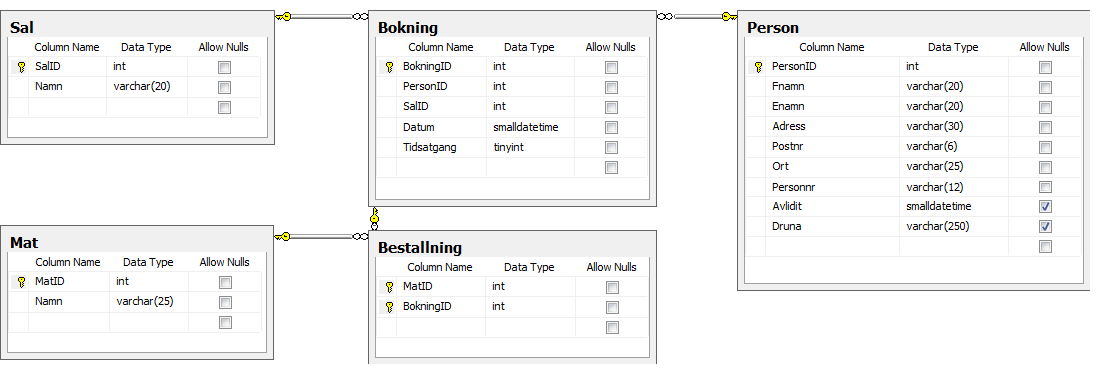 Sal
Column Name Data Type Allow Nulls
SalID int
Namn varchar(20)
Bokning
Column Name Data Type Allow Nulls
BokningID int
PersonID int
SalID int
Datum smalldatetime
Tidsatgang tinyint
Person
Column Name Data Type Allow Nulls
PersonID int
Fnamn varchar(20)
Enamn varchar(20)
Adress varchar(30)
Postnr varchar(6)
Ort varchar(25)
Personnr varchar(12)
Avlidit smalldatetime
Druna varchar(250)
Mat
Column Name Data Type Allow Nulls
MatID int
Namn varchar(25)
Bestallning
Column Name Data Type Allow Nulls
MatID int
BokningID int